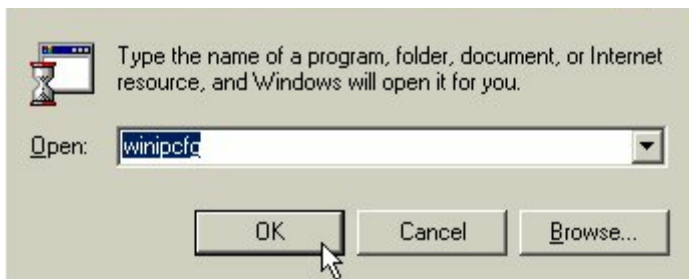 Type the name of a program, folder, document, or Internet
resource, and Windows will open it for you.
Open: winipcfg
OK Cancel Browse...